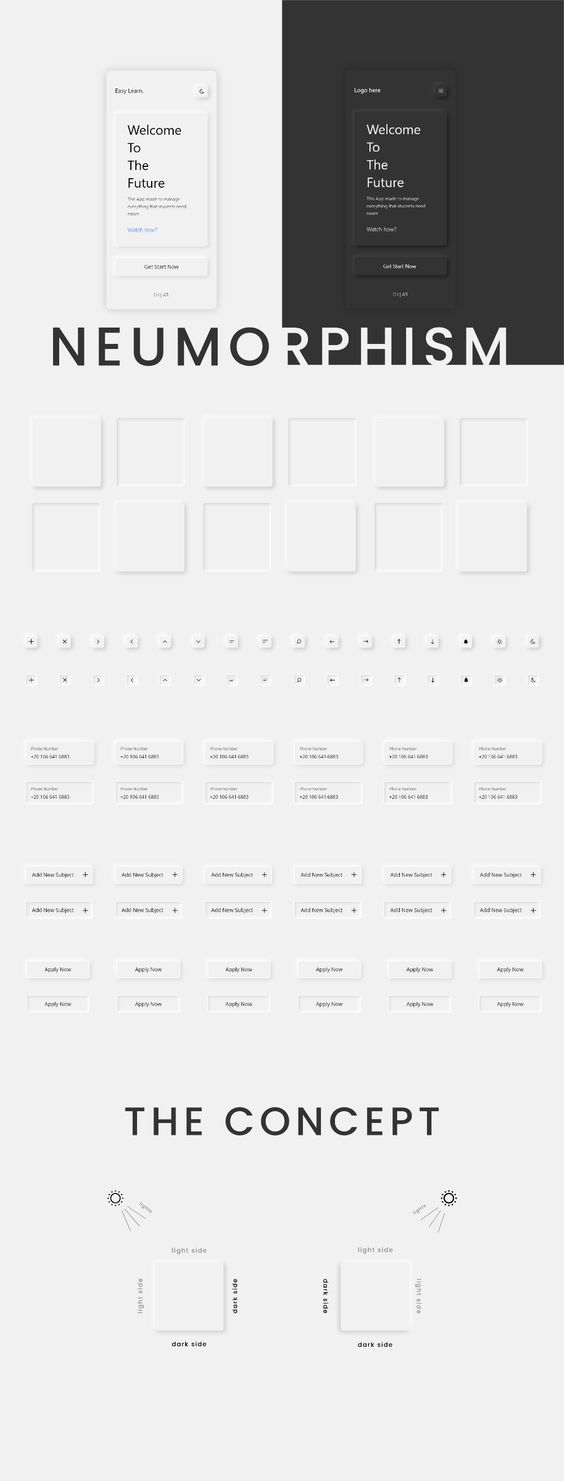 Easy Learn.
Welcome
To
The
Future
This App made to manage
everything that students need
easier
Watch how?
Get Start Now
Logo here
Welcome
To
The
Future
This App made to manage
everything that students need
easier
Watch how?
Get Start Now
NEUMORPHISM
Phone Number Phone Number Phone Number Phone Number Phone Number Phone Number
+20 106 641 6883 +20 106 641 6883 +20 106 641 6883 +20 106 641 6883 +20 106 641 6883 +20 106 641 6883
Phone Number Phone Number Phone Number Phone Number Phone Number Phone Number
+20 106 641 6883 +20 106 641 6883 +20 106 641 6883 +20 106 641 6883 +20 106 641 6883 +20 106 641 6883
Add New Subject + Add New Subject + Add New Subject + Add New Subject + Add New Subject + Add New Subject +
Add New Subject + Add New Subject + Add New Subject + Add New Subject + Add New Subject + Add New Subject +
Apply Now Apply Now Apply Now Apply Now Apply Now Apply Now
Apply Now Apply Now Apply Now Apply Now Apply Now Apply Now
THE CONCEPT
lights
light side
light side
dark side
dark side
lights
light side
dark side
light side
dark side